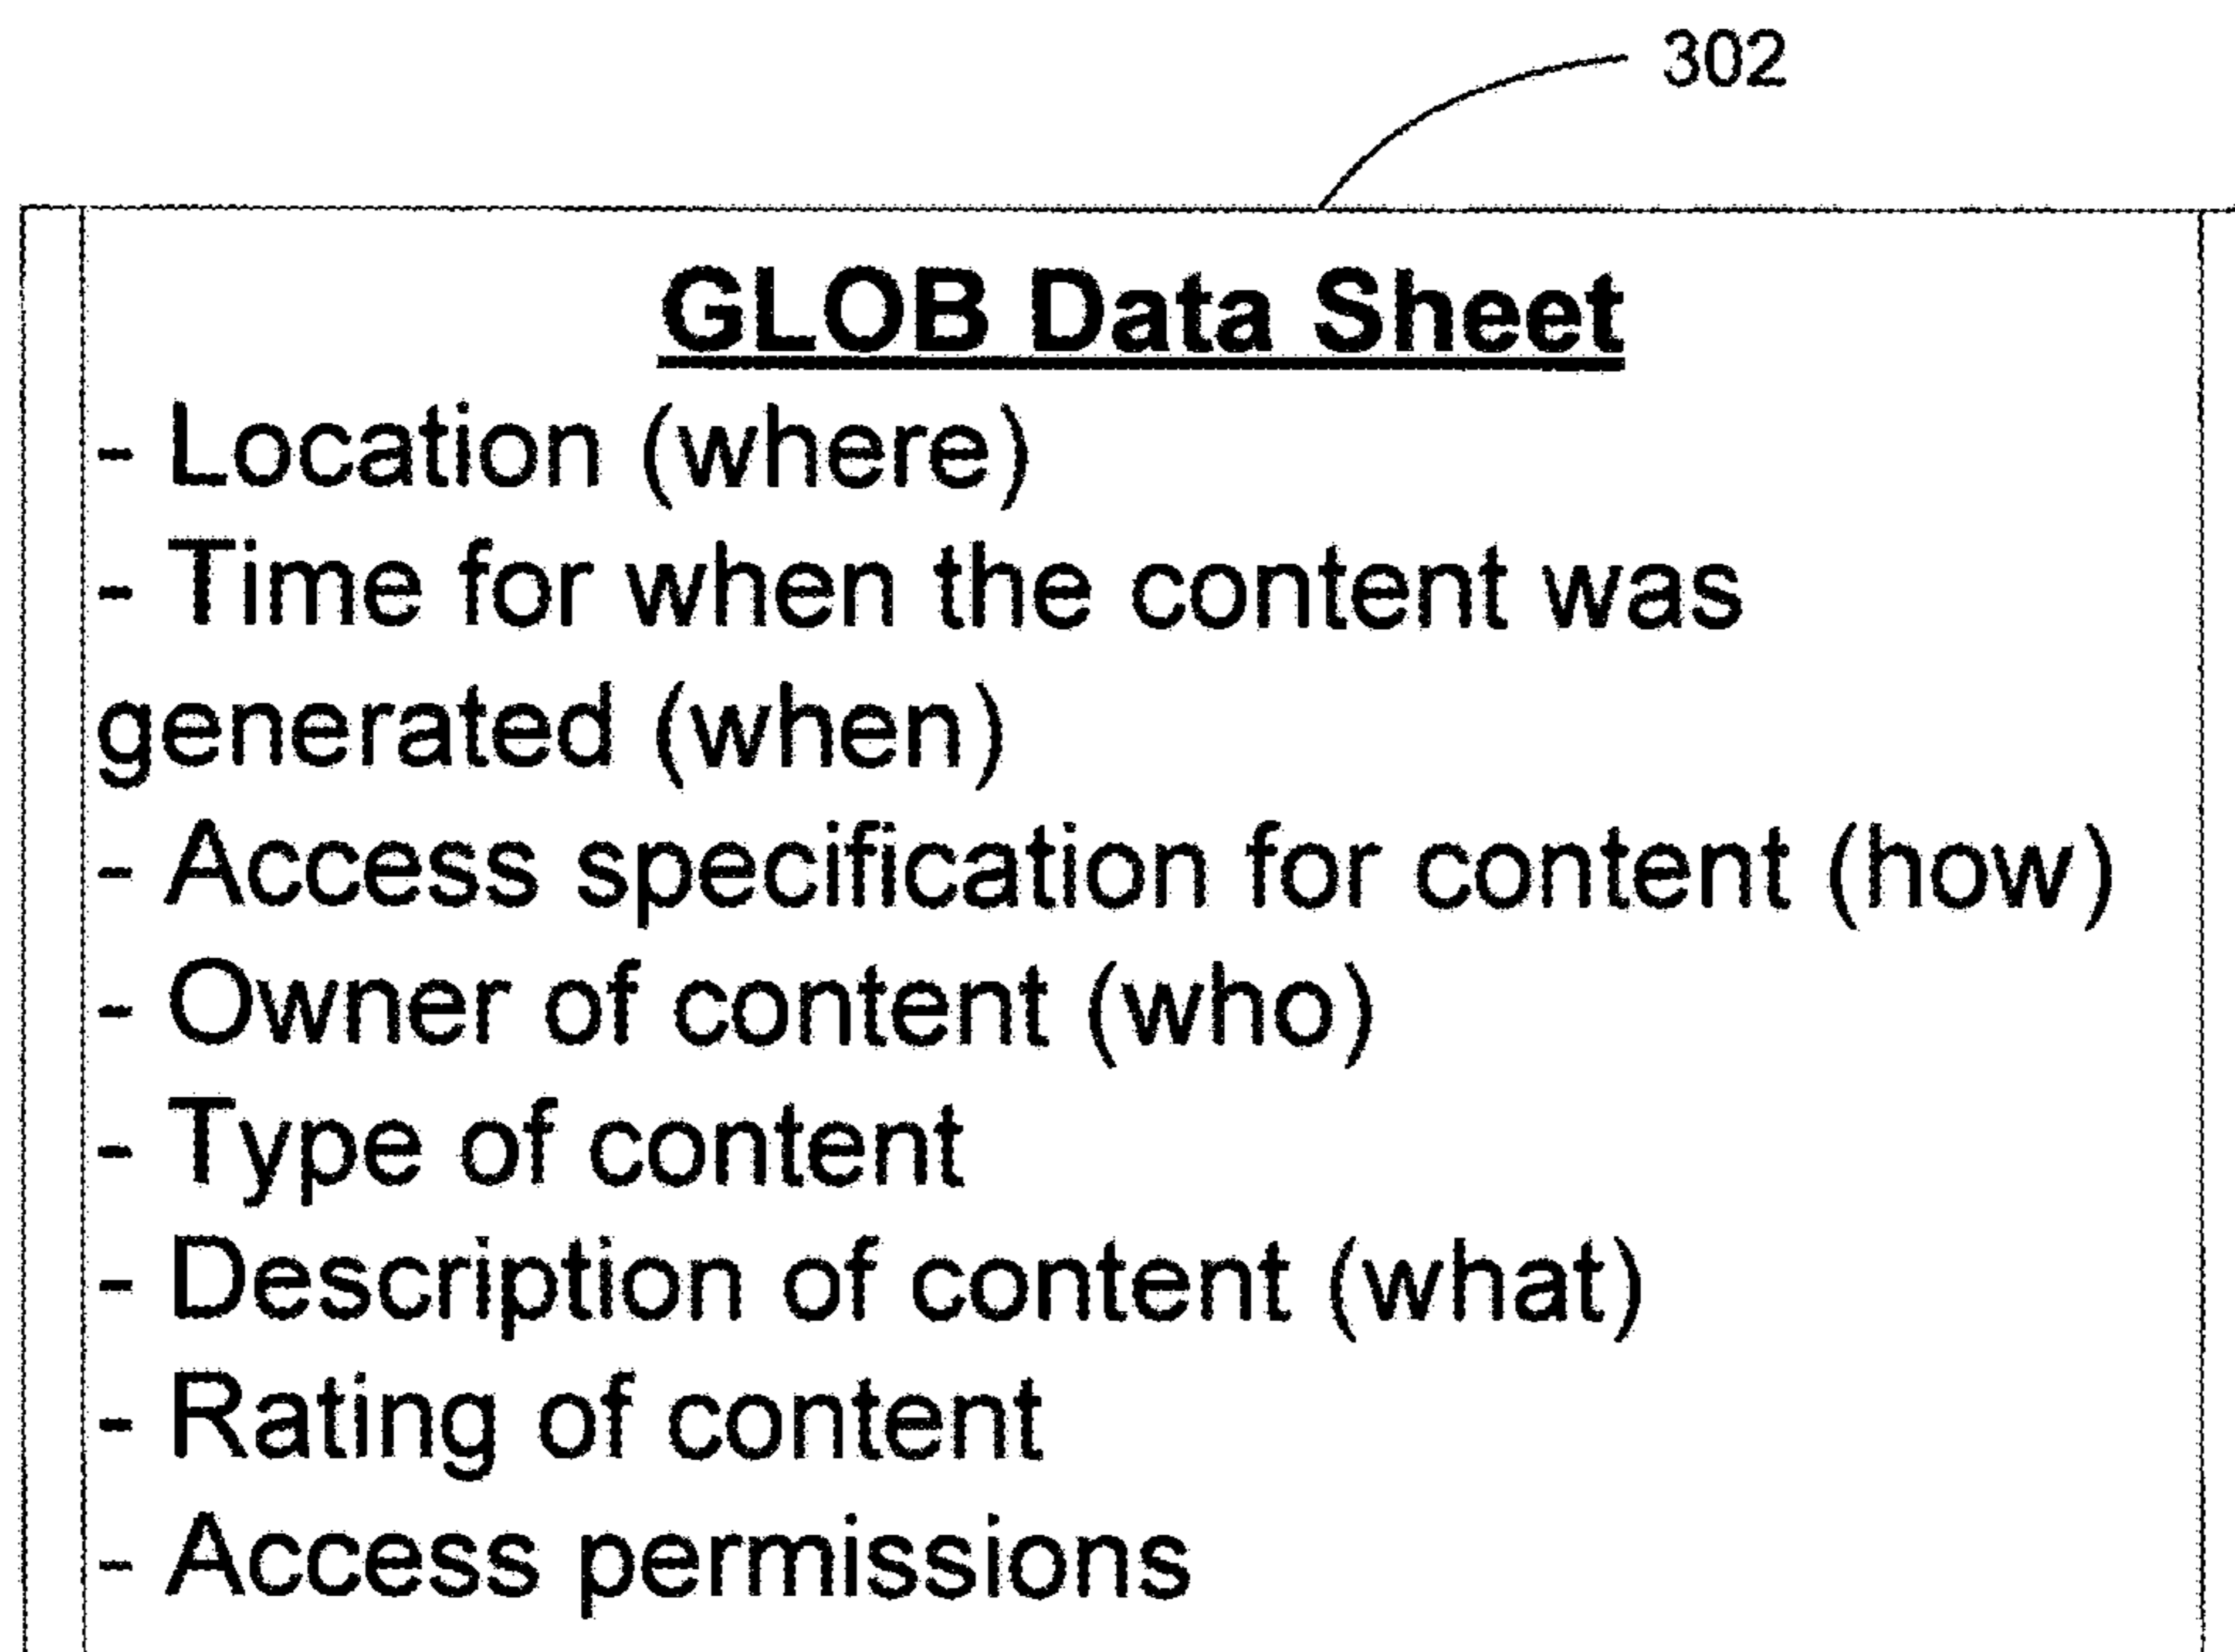 302
GLOB Data Sheet
- Location (where)
- Time for when the content was
generated (when)
- Access specification for content (how)
- Owner of content (who)
- Type of content
- Description of content (what)
- Rating of content
- Access permissions